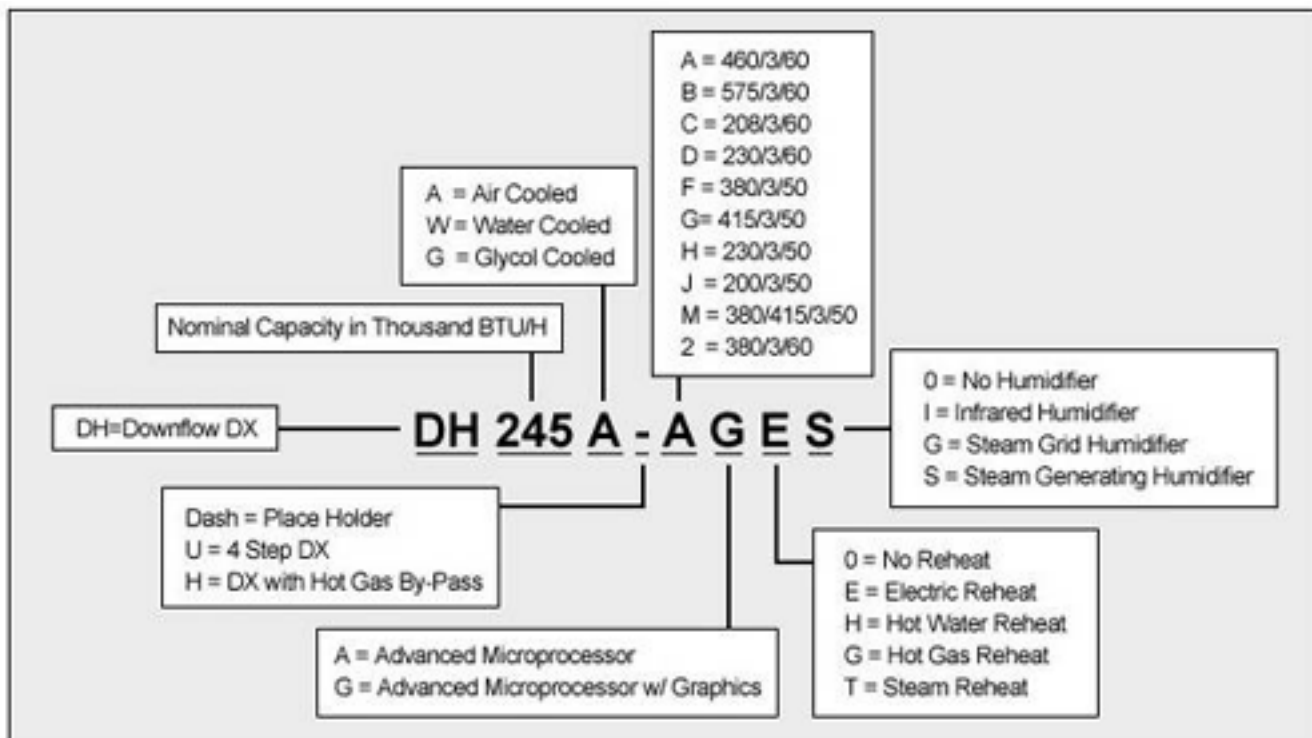 A = 460/3/60
B = 575/3/60
C = 208/3/60
D = 230/3/60
F = 380/3/50
G= 415/3/50
H = 230/3/50
J = 200/3/50
M = 380/415/3/50
2 = 380/3/60
A = Air Cooled
W = Water Cooled
G = Glycol Cooled
Nominal Capacity in Thousand BTU/H
DH=Downflow DX
DH 245 A - A G E S
0 = No Humidifier
I = Infrared Humidifier
G = Steam Grid Humidifier
S = Steam Generating Humidifier
Dash = Place Holder
U = 4 Step DX
H = DX with Hot Gas By-Pass
0 = No Reheat
E = Electric Reheat
H = Hot Water Reheat
G = Hot Gas Reheat
T = Steam Reheat
A = Advanced Microprocessor
G = Advanced Microprocessor w/ Graphics